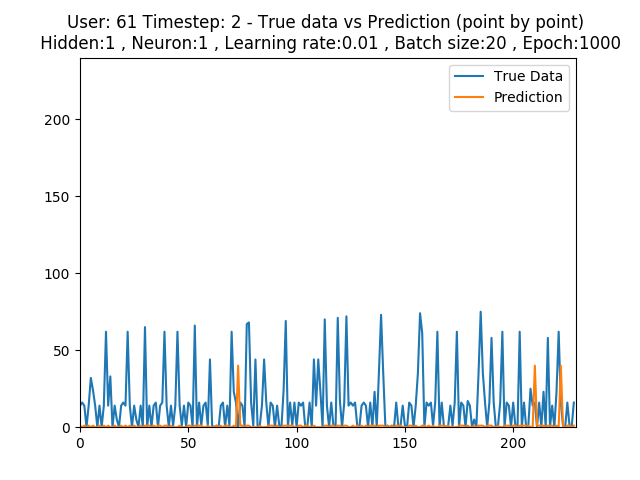 User: 61 Timestep: 2 - True data vs Prediction (point by point)
Hidden:1 , Neuron:1 , Learning rate:0.01 , Batch size:20 , Epoch:1000
True Data
Prediction
200
150
100
50
0
0 50 100 150 200